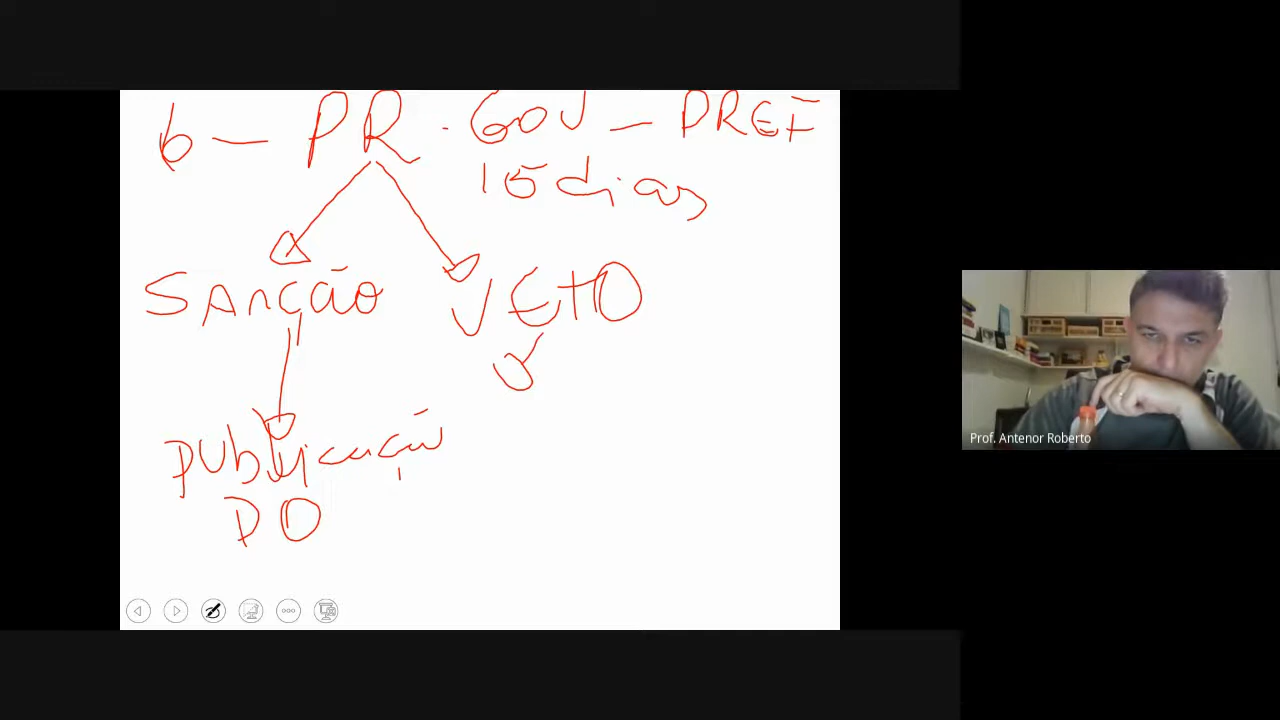 6 - PR - GOV - PREF
15 dias
SANÇÃO VETO
PUblicação
DO
Prof. Antenor Roberto